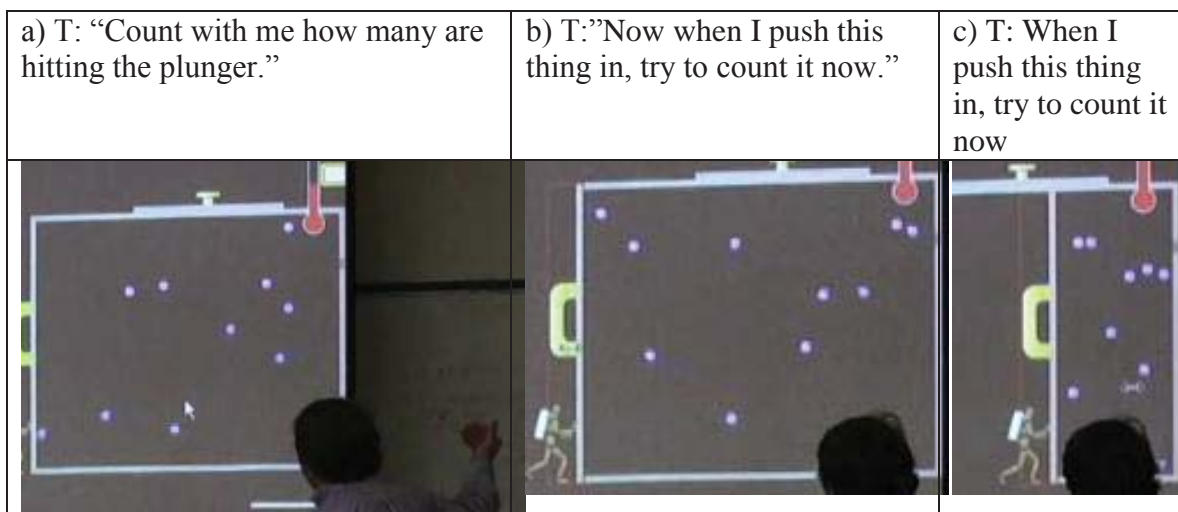 a) T: “Count with me how many are
hitting the plunger.”
b) T:”Now when I push this
thing in, try to count it now.”
c) T: When I
push this thing
in, try to count it
now